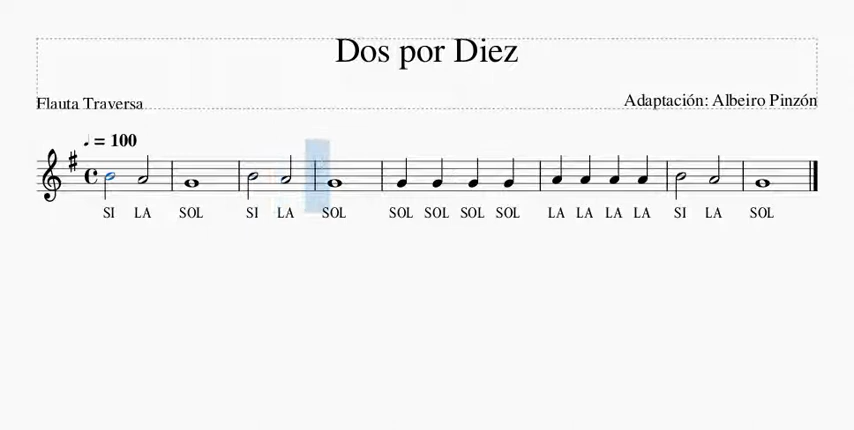 Dos por Diez
Flauta Traversa
Adaptación: Albeiro Pinzón
♩ = 100
SI LA SOL SI LA SOL SOL SOL SOL SOL LA LA LA LA SI LA SOL